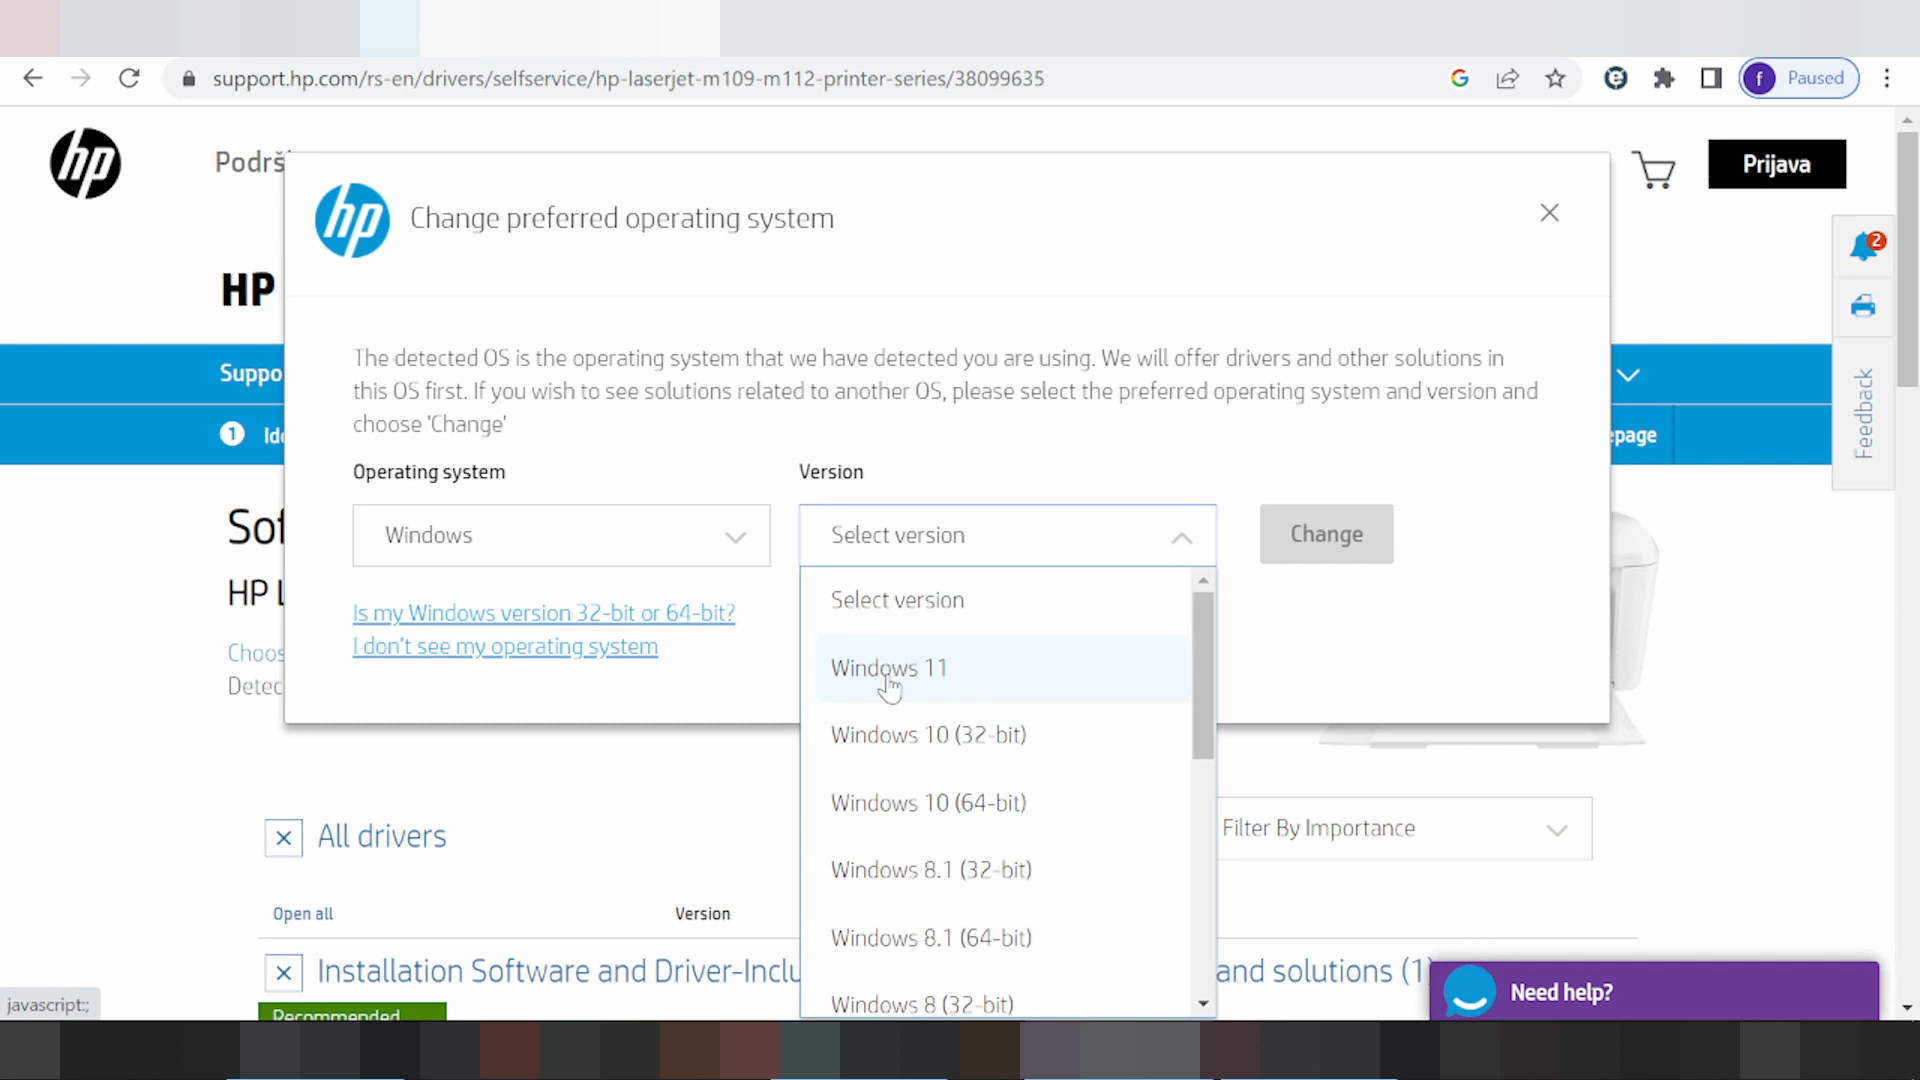 support.hp.com/rs-en/drivers/selfservice/hp-laserjet-m109-m112-printer-series/38099635
G
f Paused
hp
Podrš
Prijava
hp Change preferred operating system
2
HP
The detected OS is the operating system that we have detected you are using. We will offer drivers and other solutions in
this OS first. If you wish to see solutions related to another OS, please select the preferred operating system and version and
choose 'Change'
Suppo
1 Ide
epage
Feedback
Operating system
Version
Sof
Windows
Select version
Change
HP L
Is my Windows version 32-bit or 64-bit?
I don't see my operating system
Choos
Detec
Select version
Windows 11
Windows 10 (32-bit)
Windows 10 (64-bit)
Windows 8.1 (32-bit)
Windows 8.1 (64-bit)
Windows 8 (32-bit)
All drivers
Filter By Importance
Open all
Version
Installation Software and Driver-Inclu
and solutions (1)
Recommended
Need help?
javascript:;